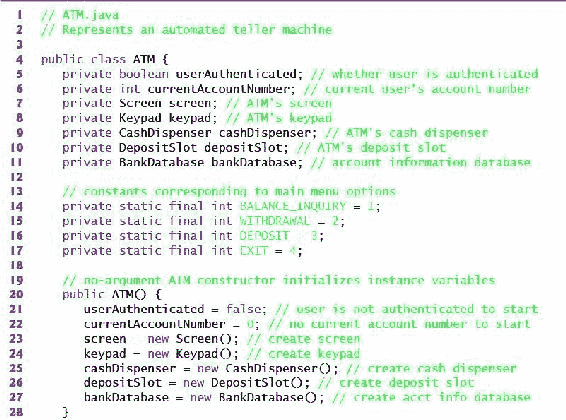 1 // ATM.java
2 // Represents an automated teller machine
3
4 public class ATM {
5 private boolean userAuthenticated; // whether user is authenticated
6 private int currentAccountNumber; // current user's account number
7 private Screen screen; // ATM's screen
8 private Keypad keypad; // ATM's keypad
9 private CashDispenser cashDispenser; // ATM's cash dispenser
10 private DepositSlot depositSlot; // ATM's deposit slot
11 private BankDatabase bankDatabase; // account information database
12
13 // constants corresponding to main menu options
14 private static final int BALANCE_INQUIRY = 1;
15 private static final int WITHDRAWAL = 2;
16 private static final int DEPOSIT = 3;
17 private static final int EXIT = 4;
18
19 // no-argument ATM constructor initializes instance variables
20 public ATM() {
21 userAuthenticated = false; // user is not authenticated to start
22 currentAccountNumber = 0; // no current account number to start
23 screen = new Screen(); // create screen
24 keypad = new Keypad(); // create keypad
25 cashDispenser = new CashDispenser(); // create cash dispenser
26 depositSlot = new DepositSlot(); // create deposit slot
27 bankDatabase = new BankDatabase(); // create acct info database
28 }